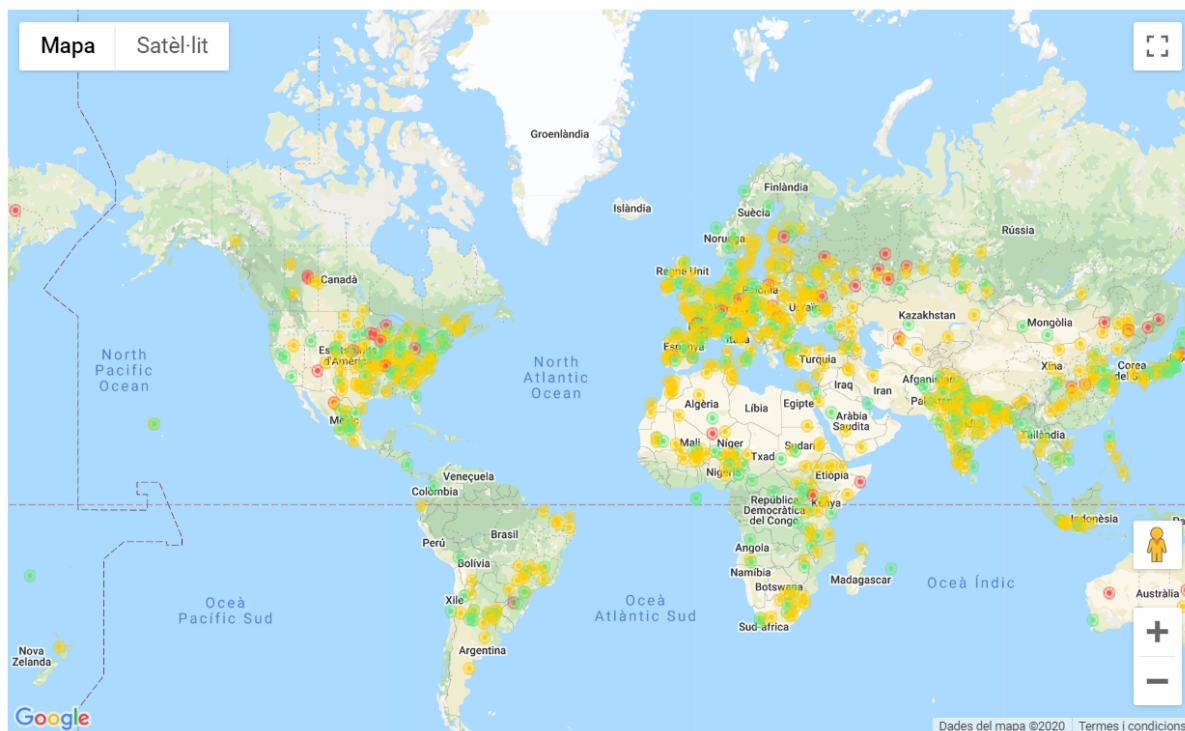 Mapa
Satèl·lit
Groenlàndia
Islàndia
Finlàndia
Suècia
Rússia
Regne Unit
Canadà
Kazakhstan
Mongòlia
North
Pacific
Ocean
North
Atlantic
Ocean
Espanya
Itàlia
Turquia
Xina
Corea
Iraq
Iran
Algèria
Líbia
Egipte
Aràbia
Saudita
Mèxic
Mali
Níger
Txad
Sudan
Tailàndia
Veneçuela
Colòmbia
Etiòpia
Kenya
República
Democràtica
del Congo
Indonèsia
Perú
Brasil
Bolívia
Angola
Namíbia
Botswana
Madagascar
Xile
Austràlia
Oceà
Pacífic Sud
Oceà
Atlàntic Sud
Oceà Índic
Sud-àfrica
Nova
Zelanda
Argentina
Google
Dades del mapa ©2020
Termes i condicions